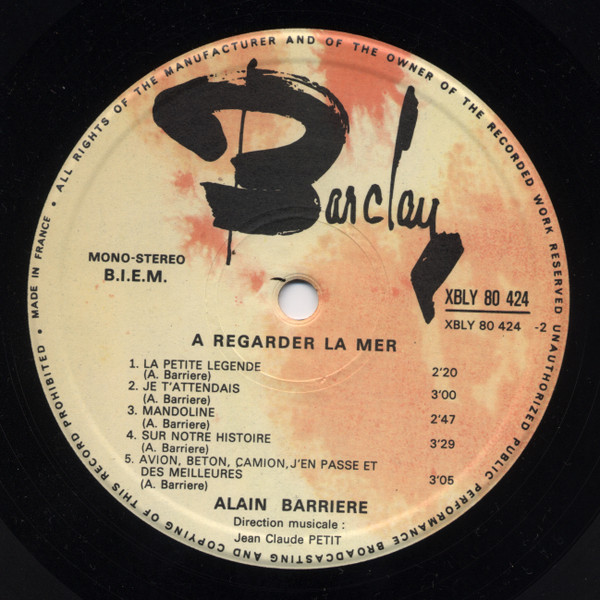 • ALL RIGHTS OF THE MANUFACTURER AND OF THE OWNER OF THE RECORDED WORK RESERVED UNAUTHORIZED PUBLIC PERFORMANCE BROADCASTING AND COPYING OF THIS RECORD PROHIBITED • MADE IN FRANCE
Barclay
MONO-STEREO
B.I.E.M.
XBLY 80 424
XBLY 80 424 -2
A REGARDER LA MER
1. LA PETITE LEGENDE
(A. Barriere) 2'20
2. JE T'ATTENDAIS
(A. Barriere) 3'00
3. MANDOLINE
(A. Barriere) 2'47
4. SUR NOTRE HISTOIRE
(A. Barriere) 3'29
5. AVION, BETON, CAMION, J'EN PASSE ET
DES MEILLEURES
(A. Barriere) 3'05
ALAIN BARRIERE
Direction musicale :
Jean Claude PETIT